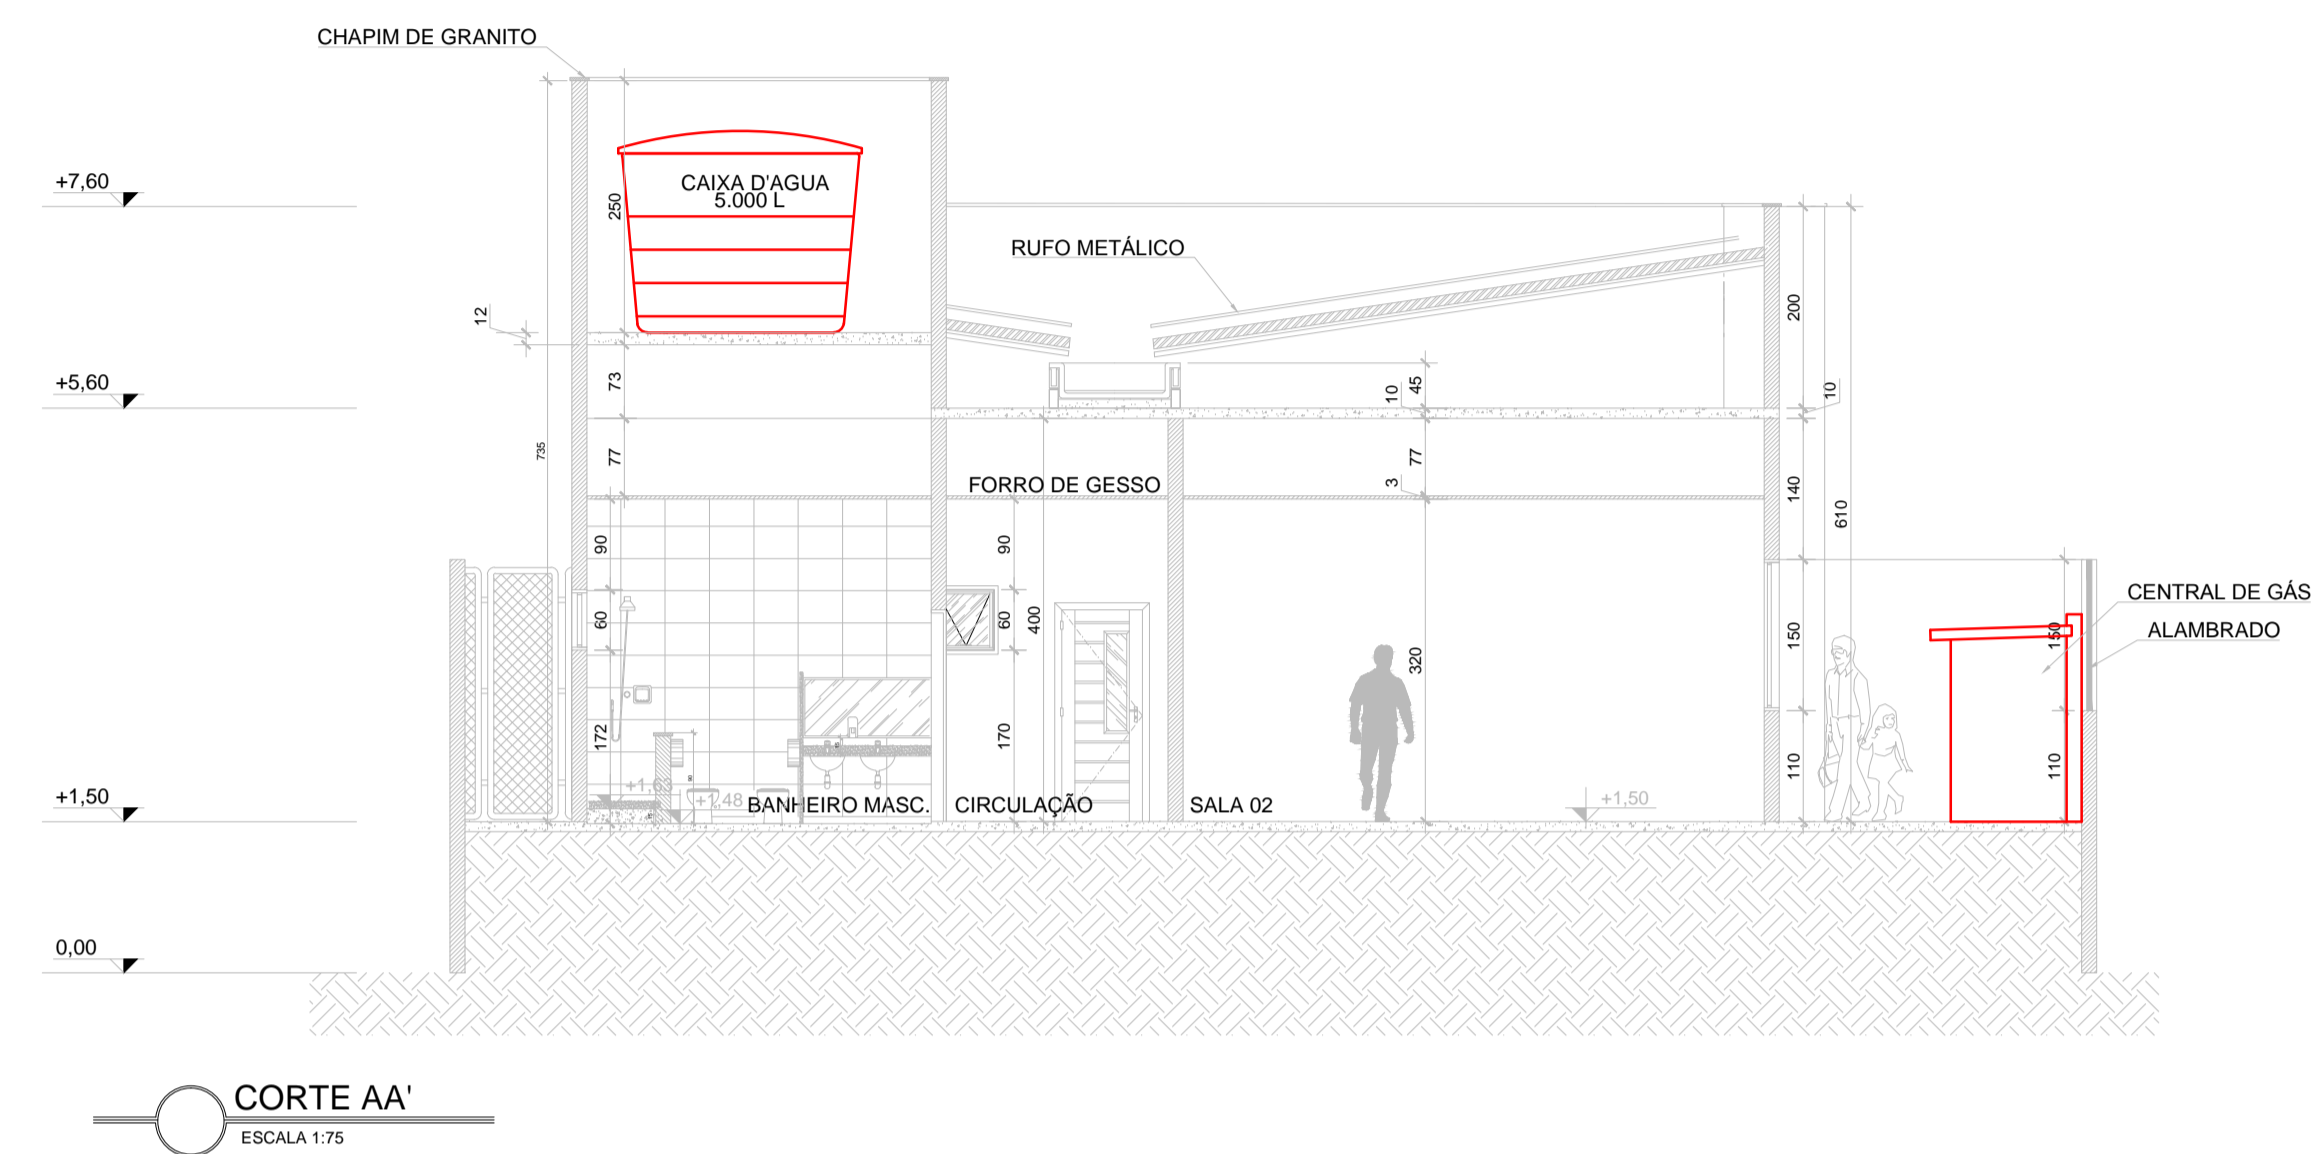 CHAPIM DE GRANITO
+7,60
CAIXA D'AGUA
5.000 L
250
RUFO METÁLICO
12
200
+5,60
73
10
45
10
735
77
77
FORRO DE GESSO
3
140
610
90
90
CENTRAL DE GÁS
60
60
400
150
150
ALAMBRADO
320
172
170
110
110
+1,63
+1,50
+1,48
BANHEIRO MASC.
CIRCULAÇÃO
SALA 02
+1,50
0,00
CORTE AA'
ESCALA 1:75